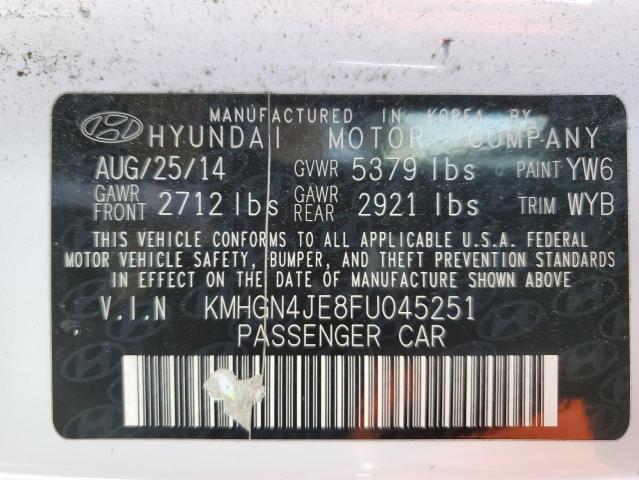 MANUFACTURED IN KOREA BY
HYUNDAI MOTOR COMPANY
AUG/25/14 GVWR 5379 lbs PAINT YW6
GAWR FRONT 2712 lbs GAWR REAR 2921 lbs TRIM WYB
THIS VEHICLE CONFORMS TO ALL APPLICABLE U.S.A. FEDERAL
MOTOR VEHICLE SAFETY, BUMPER, AND THEFT PREVENTION STANDARDS
IN EFFECT ON THE DATE OF MANUFACTURE SHOWN ABOVE
V.I.N KMHGN4JE8FU045251
PASSENGER CAR